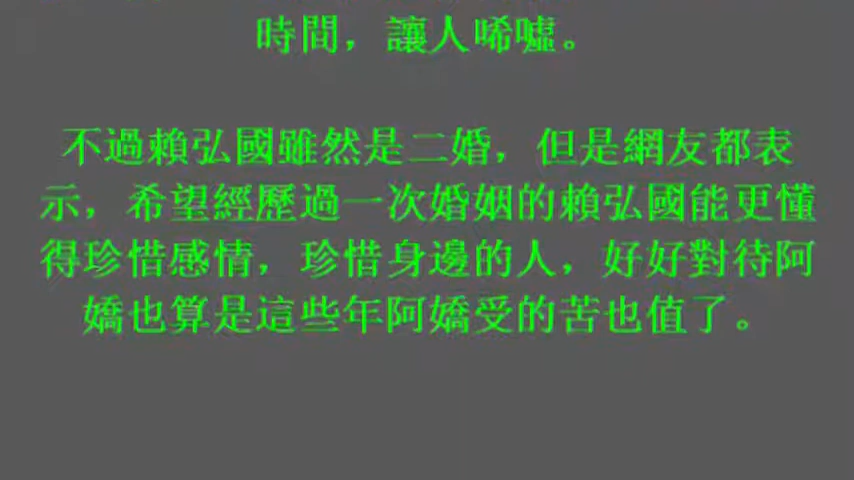 時間，讓人唏噓。
不過賴弘國雖然是二婚，但是網友都表
示，希望經歷過一次婚姻的賴弘國能更懂
得珍惜感情，珍惜身邊的人，好好對待阿
嬌也算是這些年阿嬌受的苦也值了。